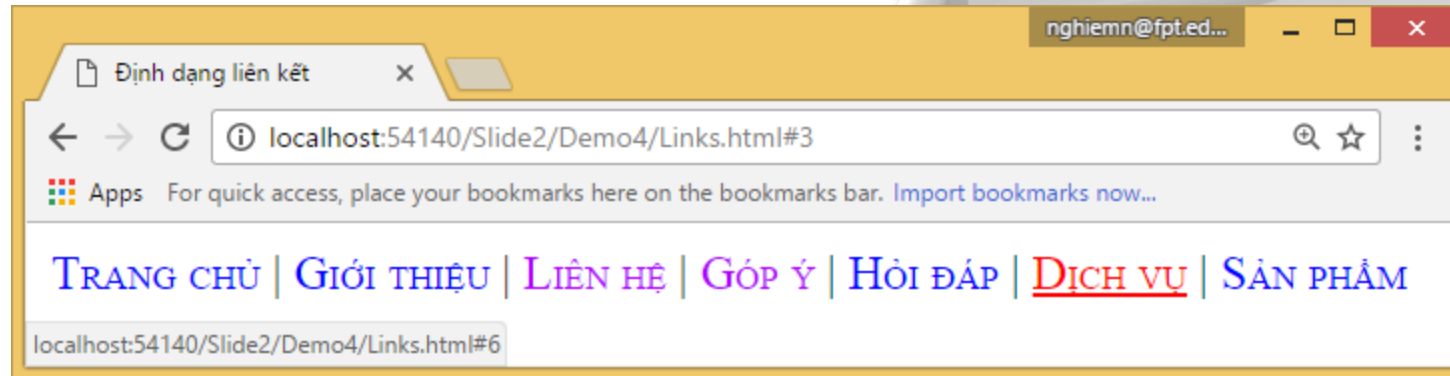 nghiemn@fpt.ed...
Định dạng liên kết
localhost:54140/Slide2/Demo4/Links.html#3
Apps For quick access, place your bookmarks here on the bookmarks bar. Import bookmarks now...
Trang chủ | Giới thiệu | Liên hệ | Góp ý | Hỏi đáp | Dịch vụ | Sản phẩm
localhost:54140/Slide2/Demo4/Links.html#6